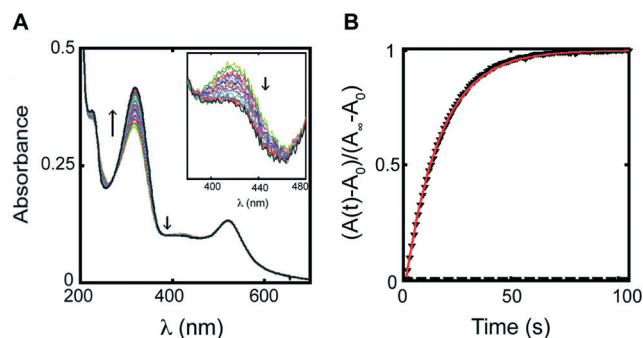 A
B
Absorbance
0.5
0.25
0
200
400
600
λ (nm)
400
440
480
λ (nm)
(A(t)-A₀)/(A∞-A₀)
1
0.5
0
0
50
100
Time (s)